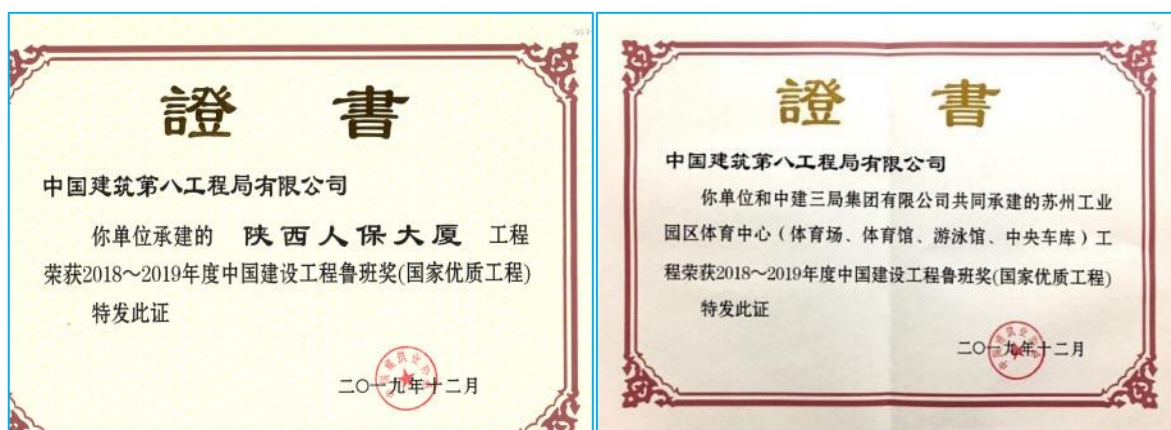 證 書
中国建筑第八工程局有限公司
你单位承建的 陕西人保大厦 工程
荣获2018～2019年度中国建设工程鲁班奖(国家优质工程)
特发此证
二〇一九年十二月
證 書
中国建筑第八工程局有限公司
你单位和中建三局集团有限公司共同承建的苏州工业
园区体育中心（体育场、体育馆、游泳馆、中央车库）工
程荣获2018～2019年度中国建设工程鲁班奖(国家优质工程)
特发此证
二〇一九年十二月